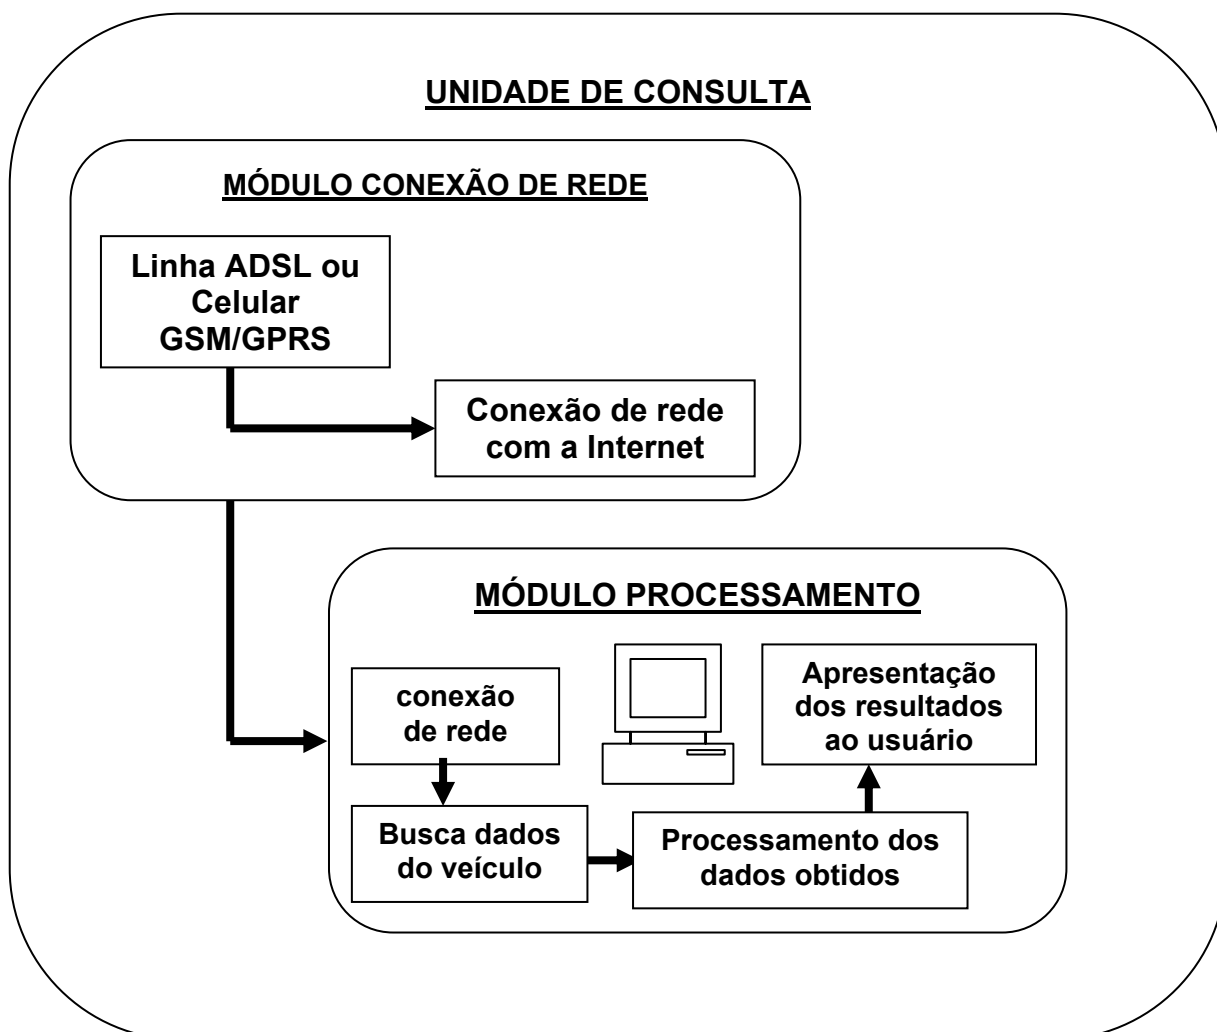 UNIDADE DE CONSULTA
MÓDULO CONEXÃO DE REDE
Linha ADSL ou
Celular
GSM/GPRS
Conexão de rede
com a Internet
MÓDULO PROCESSAMENTO
conexão
de rede
Apresentação
dos resultados
ao usuário
Busca dados
do veículo
Processamento dos
dados obtidos